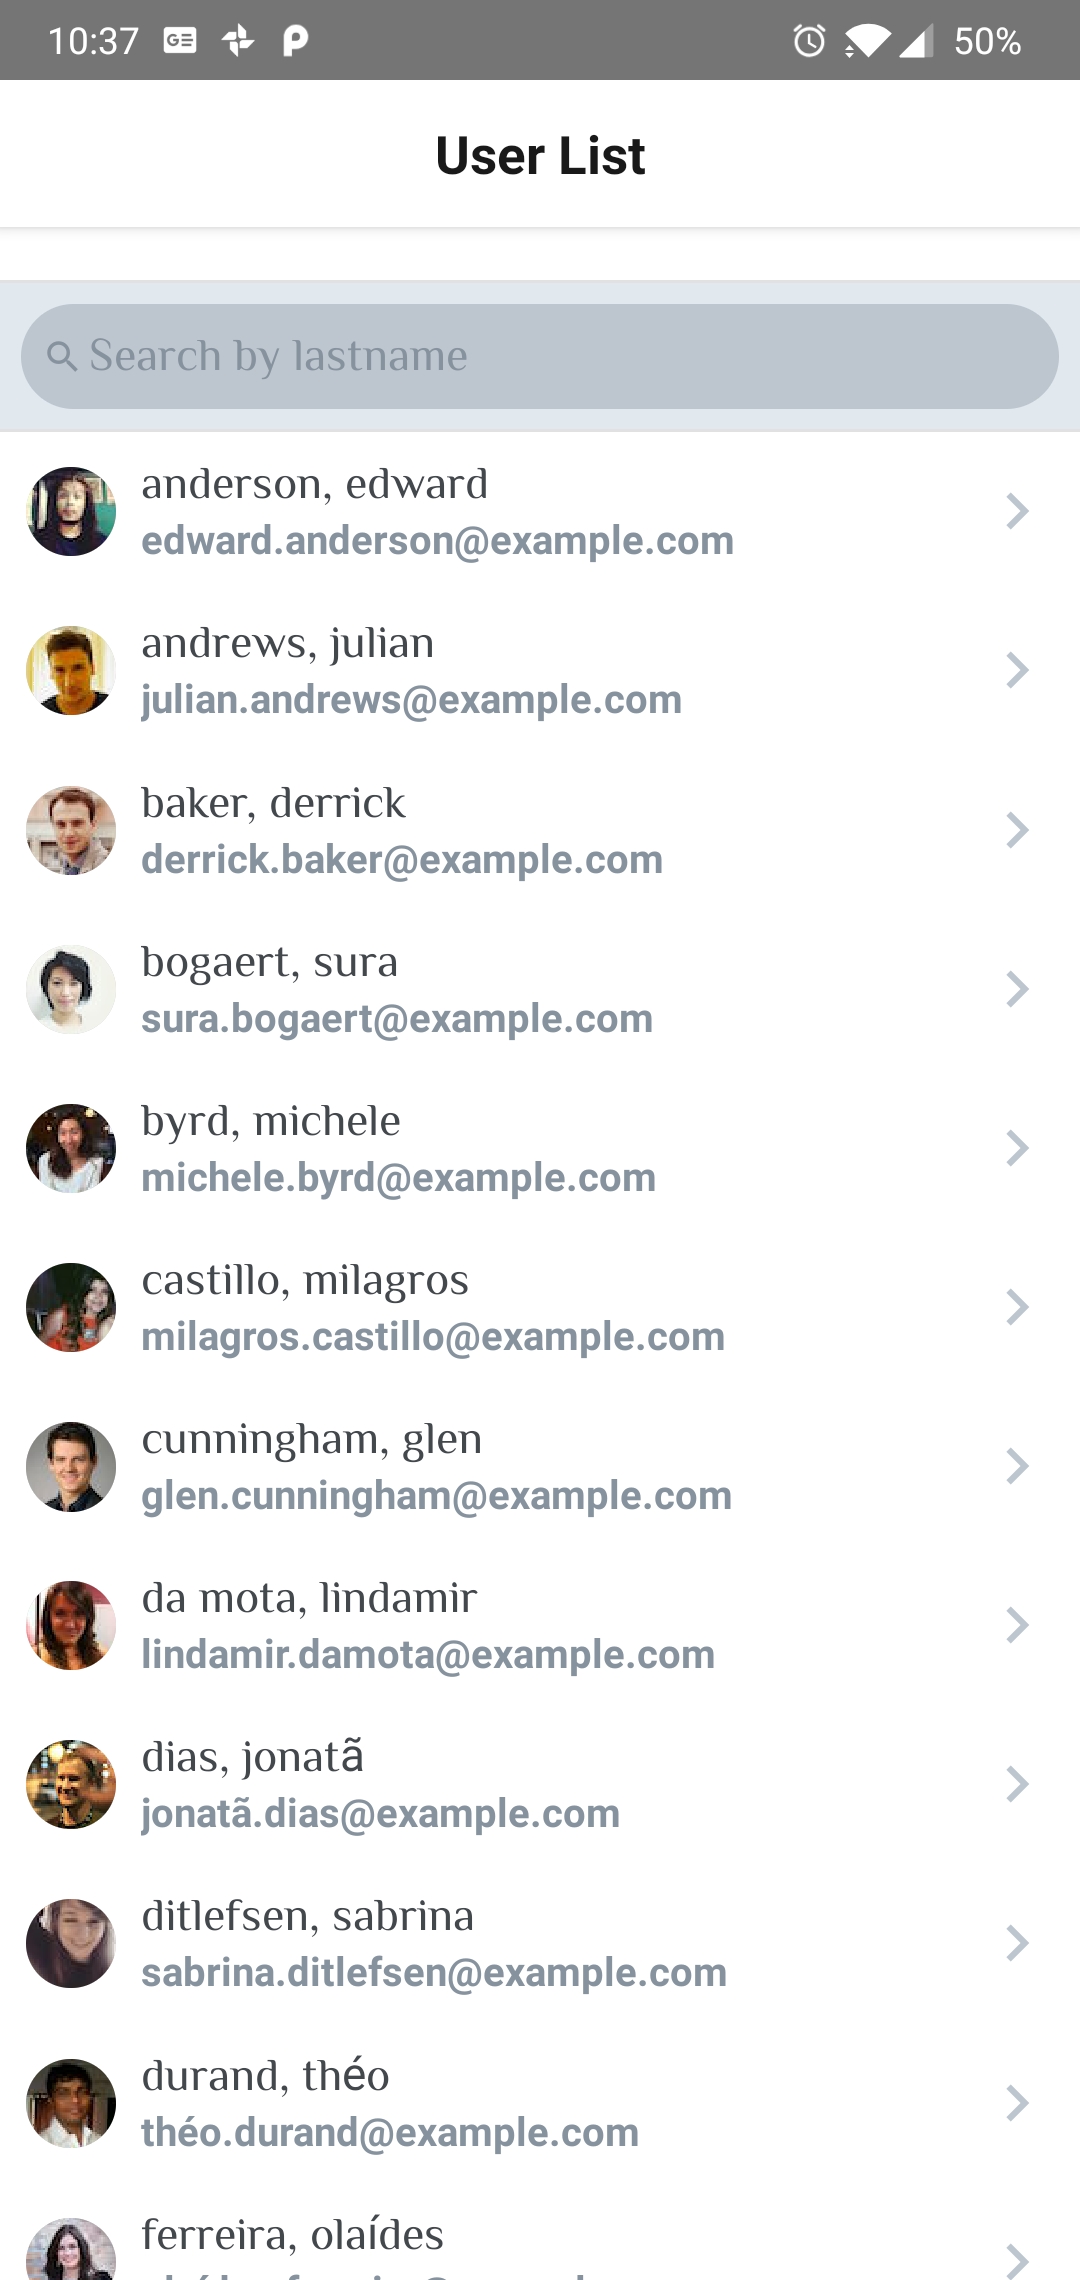 10:37 GE 50%
User List
Search by lastname
anderson, edward
edward.anderson@example.com
andrews, julian
julian.andrews@example.com
baker, derrick
derrick.baker@example.com
bogaert, sura
sura.bogaert@example.com
byrd, michele
michele.byrd@example.com
castillo, milagros
milagros.castillo@example.com
cunningham, glen
glen.cunningham@example.com
da mota, lindamir
lindamir.damota@example.com
dias, jonatã
jonatã.dias@example.com
ditlefsen, sabrina
sabrina.ditlefsen@example.com
durand, théo
théo.durand@example.com
ferreira, olaídes